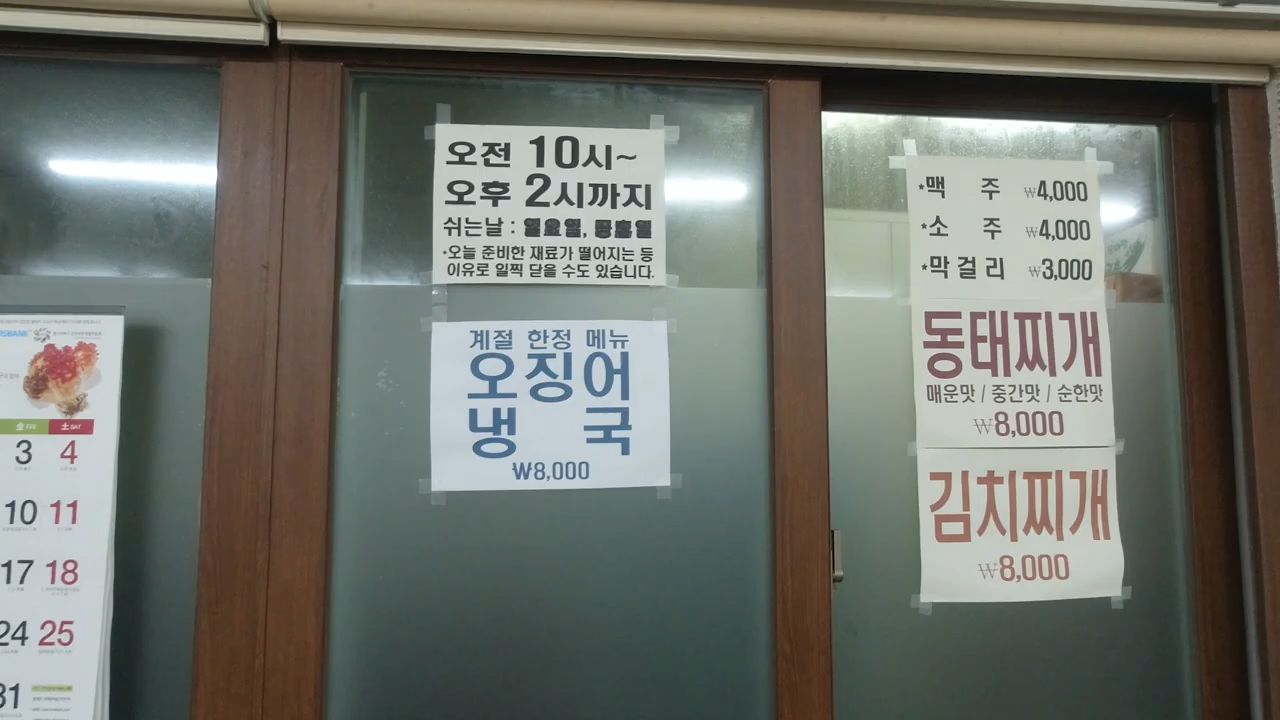 오전 10시~
오후 2시까지
쉬는날 : 일요일, 공휴일
*오늘 준비한 재료가 떨어지는 등
이유로 일찍 닫을 수도 있습니다.
계절 한정 메뉴
오징어
냉국
₩8,000
*맥 주 ₩4,000
*소 주 ₩4,000
*막걸리 ₩3,000
동태찌개
매운맛 / 중간맛 / 순한맛
₩8,000
김치찌개
₩8,000
金 FRI 土 SAT
3 4
10 11
17 18
24 25
31